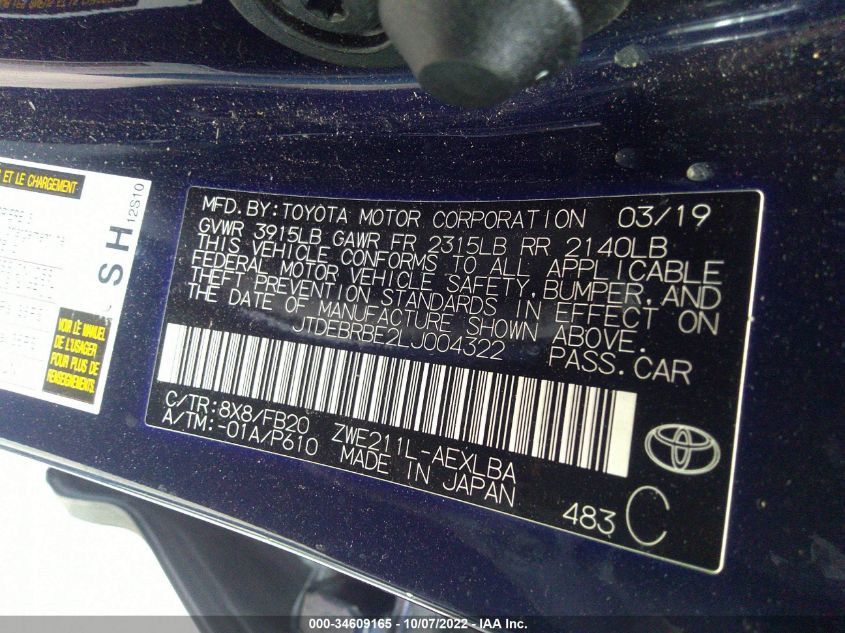 ET LE CHARGEMENT
SH
12S10
VOIR LE MANUEL
DE L'USAGER
POUR PLUS DE
RENSEIGNEMENTS.
MFD. BY: TOYOTA MOTOR CORPORATION 03/19
GVWR 3915LB GAWR FR 2315LB RR 2140LB
THIS VEHICLE CONFORMS TO ALL APPLICABLE
FEDERAL MOTOR VEHICLE SAFETY, BUMPER, AND
THEFT PREVENTION STANDARDS IN EFFECT ON
THE DATE OF MANUFACTURE SHOWN ABOVE.
JTDEBRBE2LJ004322 PASS.CAR
C/TR:8X8/FB20 ZWE211L-AEXLBA
A/TM:-01A/P610 MADE IN JAPAN
483 C
000-34609165 - 10/07/2022 - IAA Inc.